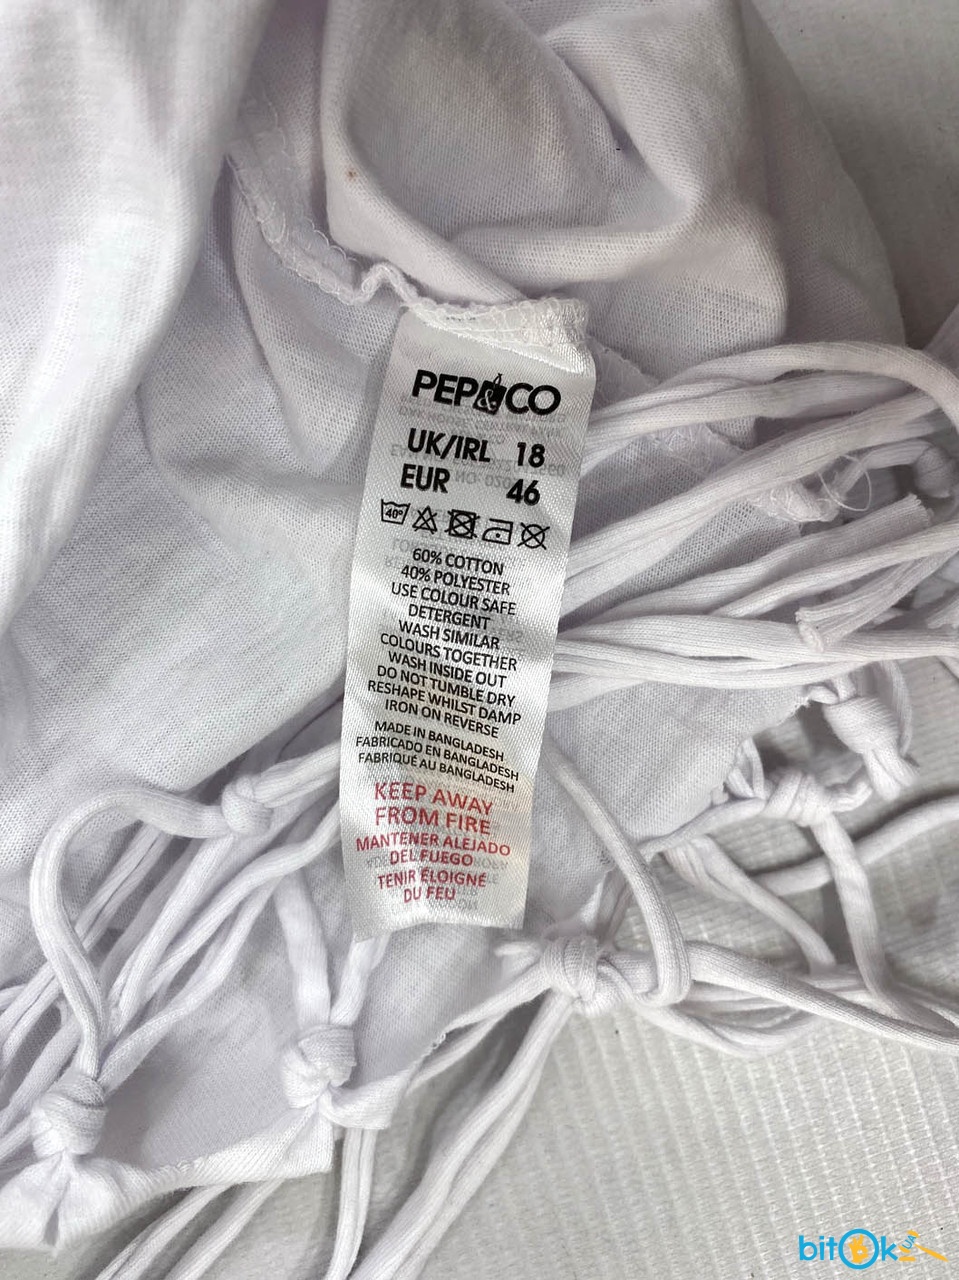 PEP&CO
UK/IRL 18
EUR 46
40°
60% COTTON
40% POLYESTER
USE COLOUR SAFE
DETERGENT
WASH SIMILAR
COLOURS TOGETHER
WASH INSIDE OUT
DO NOT TUMBLE DRY
RESHAPE WHILST DAMP
IRON ON REVERSE
MADE IN BANGLADESH
FABRICADO EN BANGLADESH
FABRIQUÉ AU BANGLADESH
KEEP AWAY
FROM FIRE
MANTENER ALEJADO
DEL FUEGO
TENIR ÉLOIGNÉ
DU FEU
bitOk